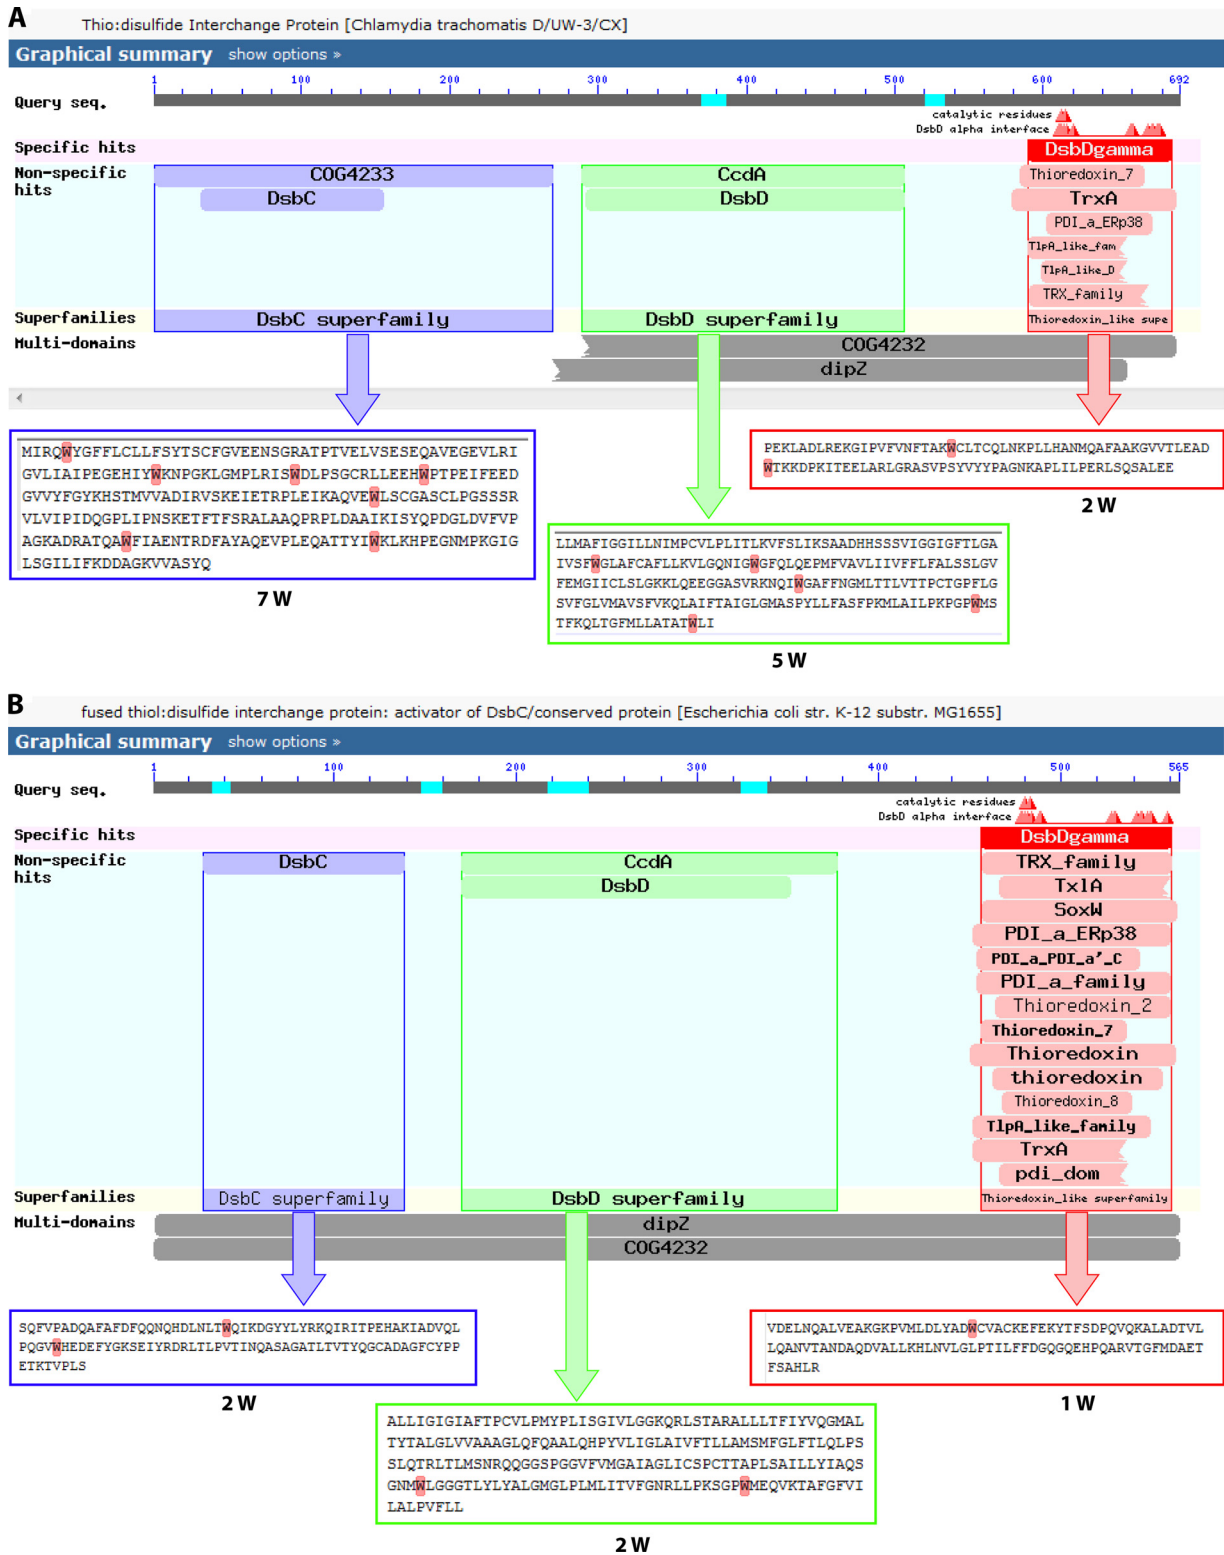 A
Thio:disulfide Interchange Protein [Chlamydia trachomatis D/UW-3/CX]
Graphical summary show options »
1 100 200 300 400 500 600 692
Query seq.
catalytic residues
DsbD alpha interface
Specific hits
DsbDgamma
Non-specific hits
COG4233
CcdA
Thioredoxin_7
DsbC
DsbD
TrxA
PDI_a_ERp38
TlpA_like_fam
TlpA_like_D
TRX_family
Superfamilies
DsbC superfamily
DsbD superfamily
Thioredoxin_like supe
Multi-domains
COG4232
dipZ
MIRQWYGFFLCLLFSYTSCFGVEENSGRATPTVELVSESEQAVEGEVLRI
GVLIAIPEGEHIYWKNPGKLGMPLRISWDLPSGCRLLEEHWPTPEIFEED
GVVYFGYKHSTMVVADIRVSKEIETRPLEIKAQVEWLSCGASCLPGSSSR
VLVIPIDQGPLIPNSKETFTFSRALAAQPRPLDAAIKISYQPDGLDVFVP
AGKADRATQAWFIAENTRDFAYAQEVPLEQATTYIWKLKHPEGNMPKGIG
LSGILIFKDDAGKVVASYQ
7 W
LLMAFIGGILLNIMPCVLPLITLKVFSLIKSAADHHSSSVIGGIGFTLGA
IVSFWGLAFCAFLLKVLGQNIGWGFQLQEPMFVAVLIIVFFLFALSSLGV
FEMGIICLSLGKKLQEEGGASVRKNQIWGAFFNGMLTTLVTTPCTGPFLG
SVFGLVMAVSFVKQLAIFTAIGLGMASPYLLFASFPKMLAILPKPGPWMS
TFKQLTGFMLLATATWLI
5 W
PEKLADLREKGIPVFVNFTAKWCLTCQLNKPLLHANMQAFAAKGVVTLEAD
WTKKDPKITEELARLGRASVPSYVYYPAGNKAPLILPERLSQSALEE
2 W
B
fused thiol:disulfide interchange protein: activator of DsbC/conserved protein [Escherichia coli str. K-12 substr. MG1655]
Graphical summary show options »
1 100 200 300 400 500 565
Query seq.
catalytic residues
DsbD alpha interface
Specific hits
DsbDgamma
Non-specific hits
DsbC
CcdA
TRX_family
DsbD
TxlA
SoxW
PDI_a_ERp38
PDI_a_PDI_a'_C
PDI_a_family
Thioredoxin_2
Thioredoxin_7
Thioredoxin
thioredoxin
Thioredoxin_8
TlpA_like_family
TrxA
pdi_dom
Superfamilies
DsbC superfamily
DsbD superfamily
Thioredoxin_like superfamily
Multi-domains
dipZ
COG4232
SQFVPADQAFAFDFQQNQHDLNLTWQIKDGYYLYRKQIRITPEHAKIADVQL
PQGVWHEDEFYGKSEIYRDRLTLPVTINQASAGATLTVTYQGCADAGFCYPP
ETKTVPLS
2 W
ALLIGIGIAFTPCVLPMYPLISGIVLGGKQRLSTARALLLTFIYVQGMAL
TYTALGLVVAAAGLQFQAALQHPYVLIGLAIVFTLLAMSMFGLFTLQLPS
SLQTRLTLMSNRQQGGSPGGVFVMGAIAGLICSPCTTAPLSAILLYIAQS
GNMWLGGGTLYLYALGMGLPLMLITVFGNRLLPKSGPWMEQVKTAFGFVI
LALPVFLL
2 W
VDELNQALVEAKGKPVMLDLYADWCVACKEFEKYTFSDPQVQKALADTVL
LQANVTANDAQDVALLKHLNVLGLPTILFFDGQGQEHPQARVTGFMDAET
FSAHLR
1 W